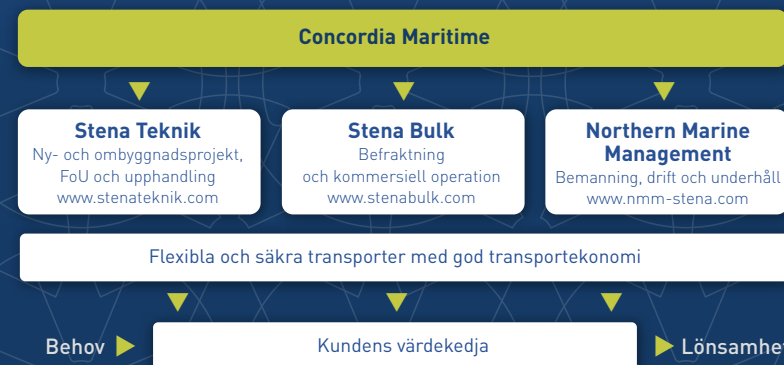 Concordia Maritime
Stena Teknik
Ny- och ombyggnadsprojekt,
FoU och upphandling
www.stenateknik.com
Stena Bulk
Befraktning
och kommersiell operation
www.stenabulk.com
Northern Marine
Management
Bemanning, drift och underhåll
www.nmm-stena.com
Flexibla och säkra transporter med god transportekonomi
Behov
Kundens värdekedja
Lönsamhet